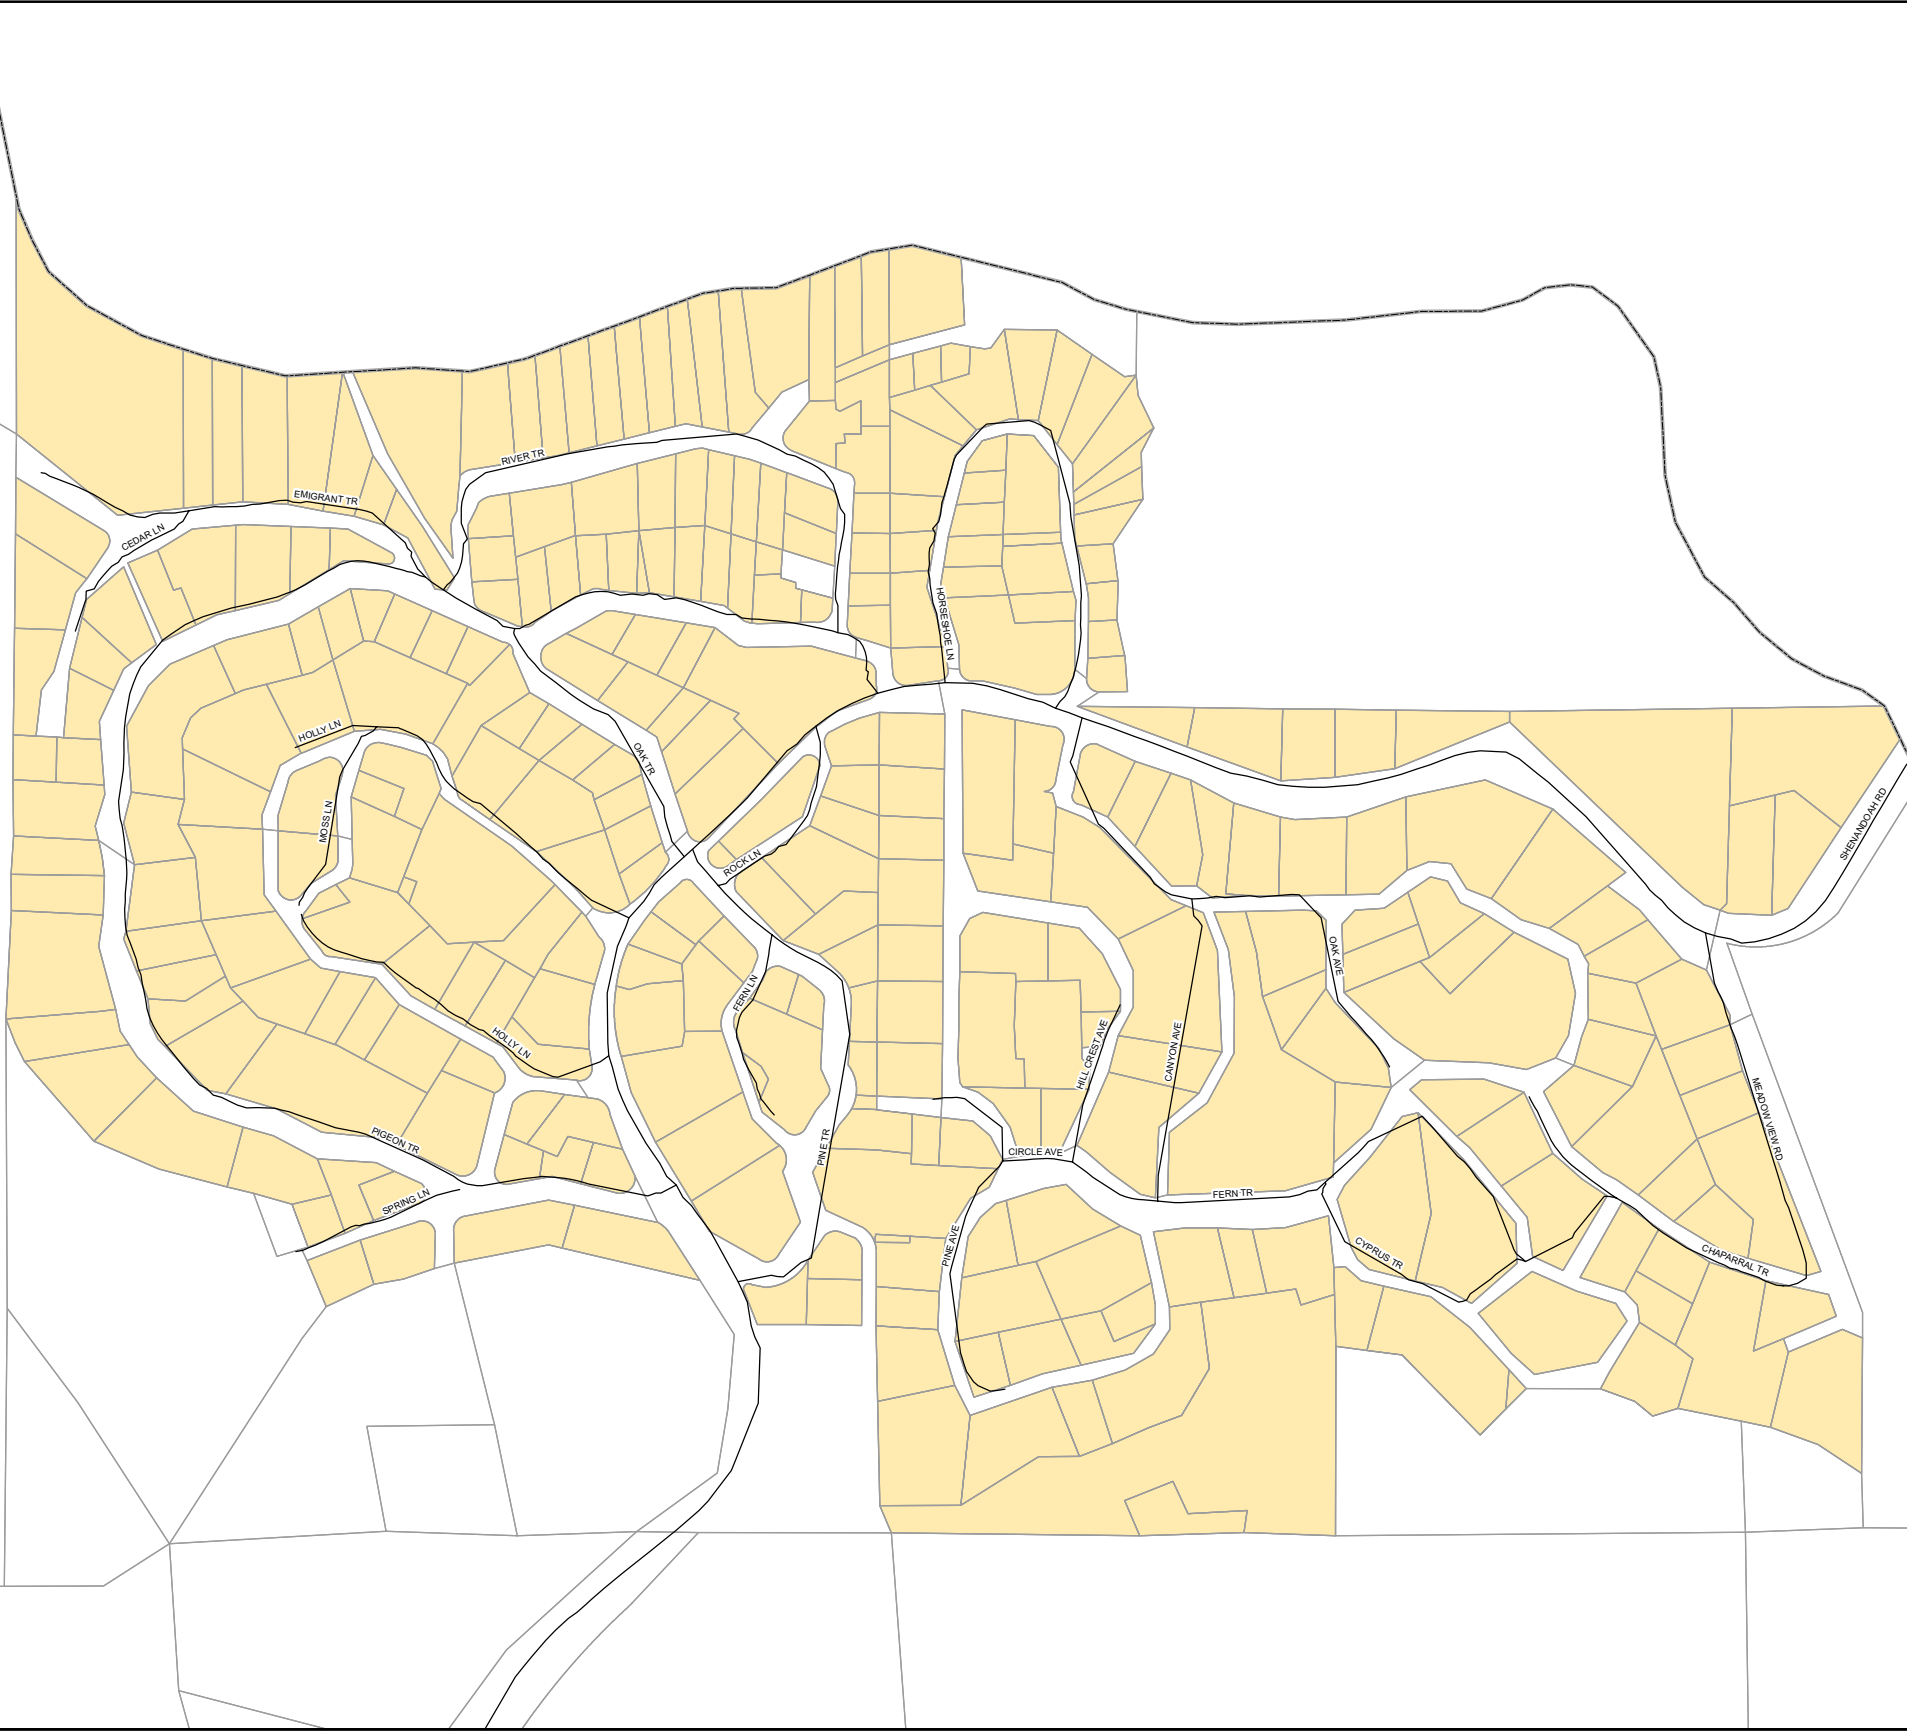 RIVER TR
EMIGRANT TR
CEDAR LN
HORSESHOE LN
HOLLY LN
OAK TR
MOSS LN
ROCK LN
SHENANDOAH RD
OAK AVE
FERN LN
HOLLY LN
HILL CREST AVE
CANYON AVE
MEADOW VIEW RD
PIGEON TR
PINE TR
CIRCLE AVE
SPRING LN
FERN TR
PINE AVE
CYPRUS TR
CHAPARRAL TR